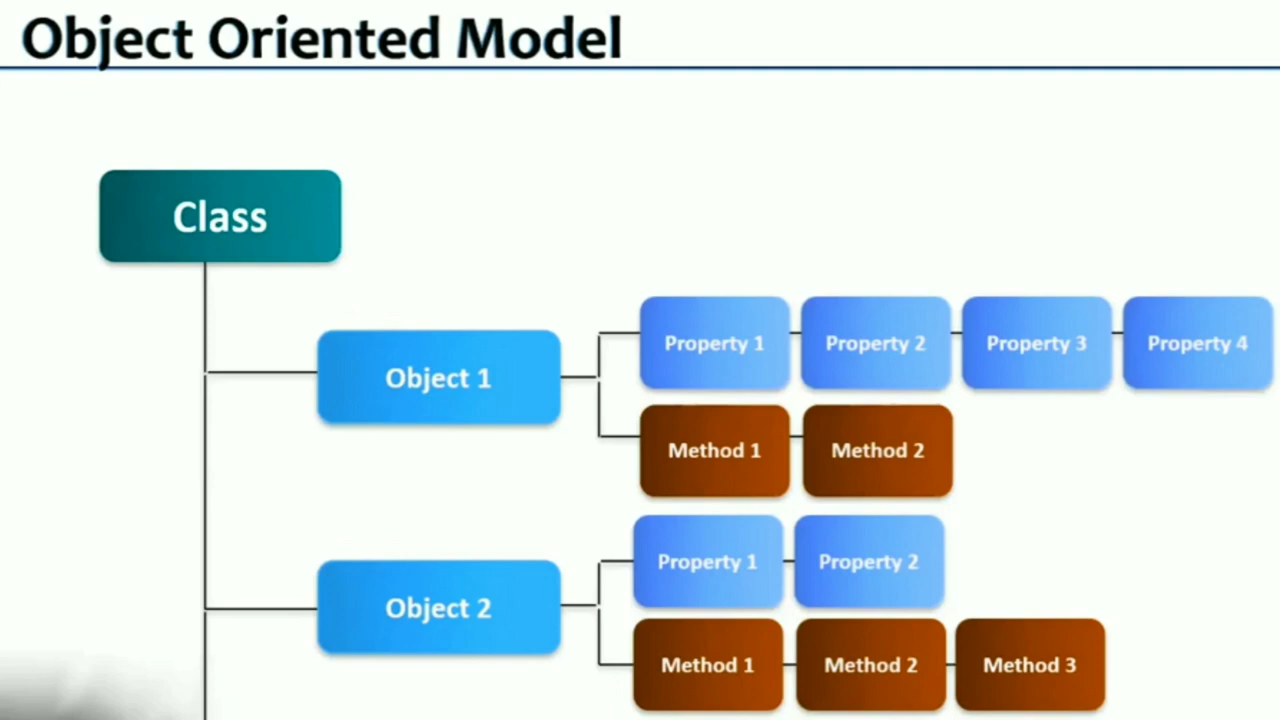 Object Oriented Model
Class
Object 1
Property 1
Property 2
Property 3
Property 4
Method 1
Method 2
Object 2
Property 1
Property 2
Method 1
Method 2
Method 3